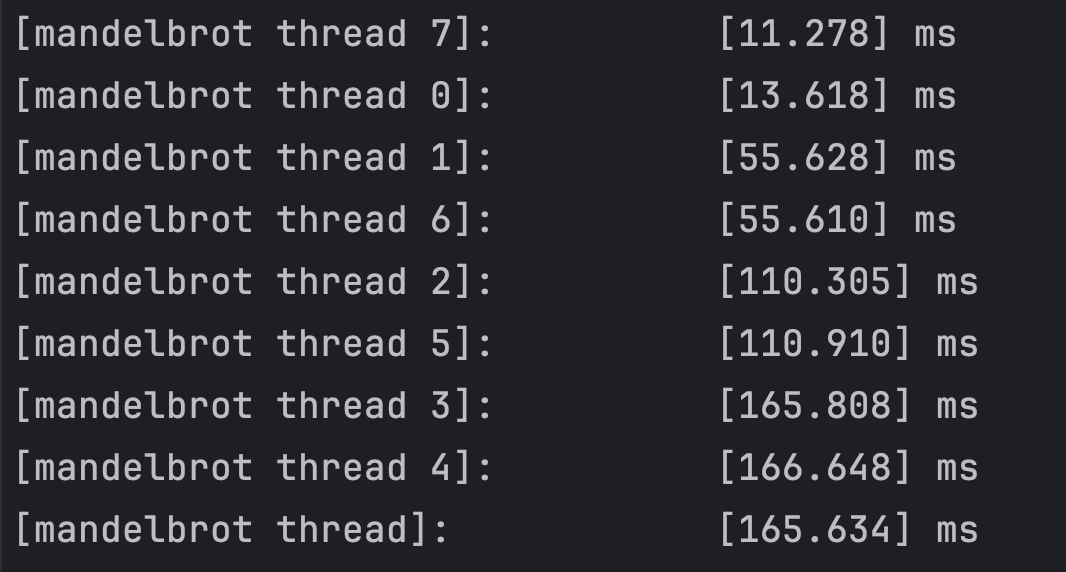 [mandelbrot thread 7]: [11.278] ms
[mandelbrot thread 0]: [13.618] ms
[mandelbrot thread 1]: [55.628] ms
[mandelbrot thread 6]: [55.610] ms
[mandelbrot thread 2]: [110.305] ms
[mandelbrot thread 5]: [110.910] ms
[mandelbrot thread 3]: [165.808] ms
[mandelbrot thread 4]: [166.648] ms
[mandelbrot thread]: [165.634] ms